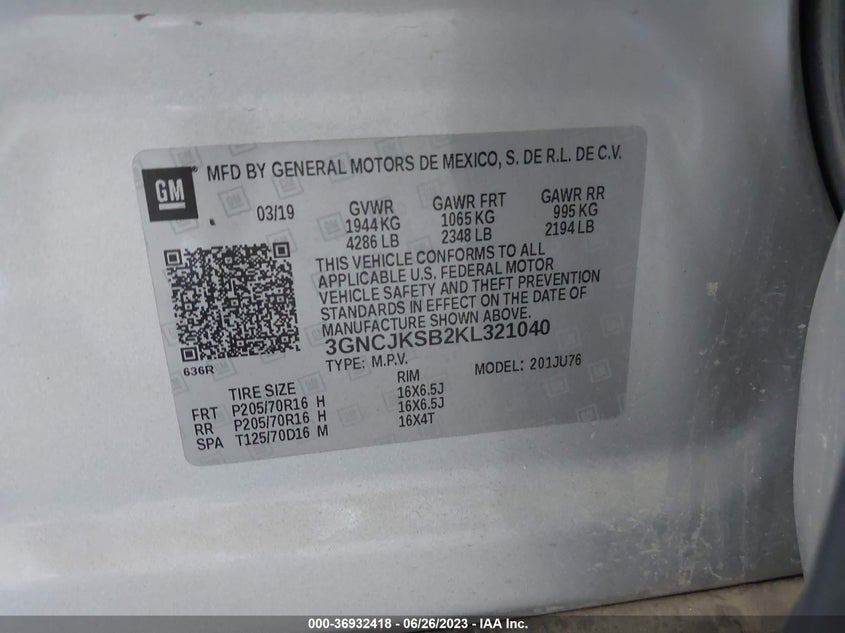 GM
MFD BY GENERAL MOTORS DE MEXICO, S. DE R.L. DE C.V.
03/19 GVWR GAWR FRT GAWR RR
1944 KG 1065 KG 995 KG
4286 LB 2348 LB 2194 LB
THIS VEHICLE CONFORMS TO ALL
APPLICABLE U.S. FEDERAL MOTOR
VEHICLE SAFETY AND THEFT PREVENTION
STANDARDS IN EFFECT ON THE DATE OF
MANUFACTURE SHOWN ABOVE.
3GNCJKSB2KL321040
TYPE: M.P.V. MODEL: 201JU76
636R
TIRE SIZE RIM
FRT P205/70R16 H 16X6.5J
RR P205/70R16 H 16X6.5J
SPA T125/70D16 M 16X4T
000-36932418 - 06/26/2023 - IAA Inc.